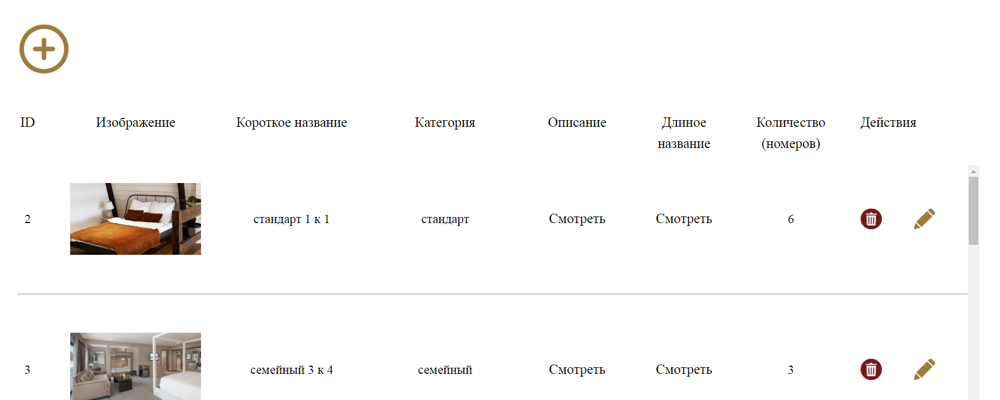 ID Изображение Короткое название Категория Описание Длиное название Количество (номеров) Действия
2 стандарт 1 к 1 стандарт Смотреть Смотреть 6
3 семейный 3 к 4 семейный Смотреть Смотреть 3